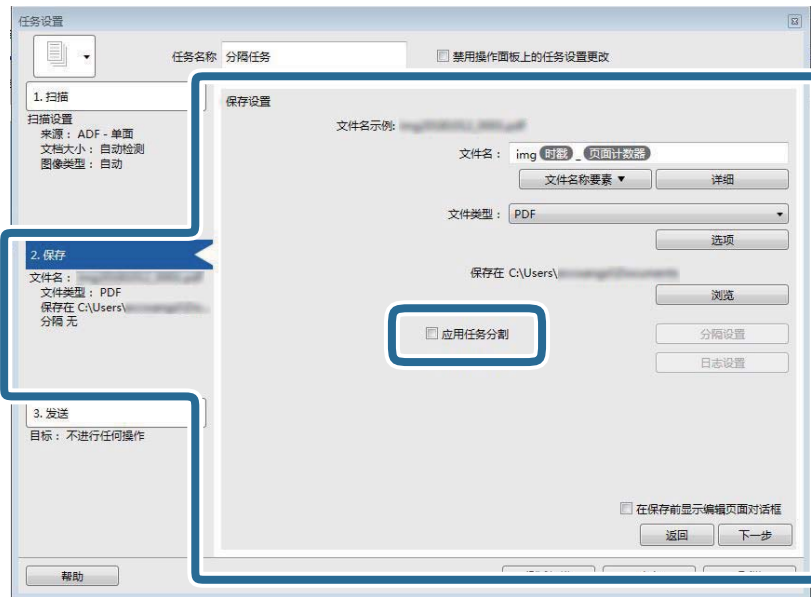 任务设置
任务名称 分隔任务 禁用操作面板上的任务设置更改
1. 扫描
扫描设置
来源： ADF - 单面
文档大小： 自动检测
图像类型： 自动
2. 保存
文件名：
文件类型： PDF
保存在 C:\Users\
分隔 无
3. 发送
目标： 不进行任何操作
保存设置
文件名示例:
文件名： img 时戳 _ 页面计数器
文件名称要素 详细
文件类型： PDF
选项
保存在 C:\Users\
浏览
应用任务分割 分隔设置
日志设置
在保存前显示编辑页面对话框
返回 下一步
帮助